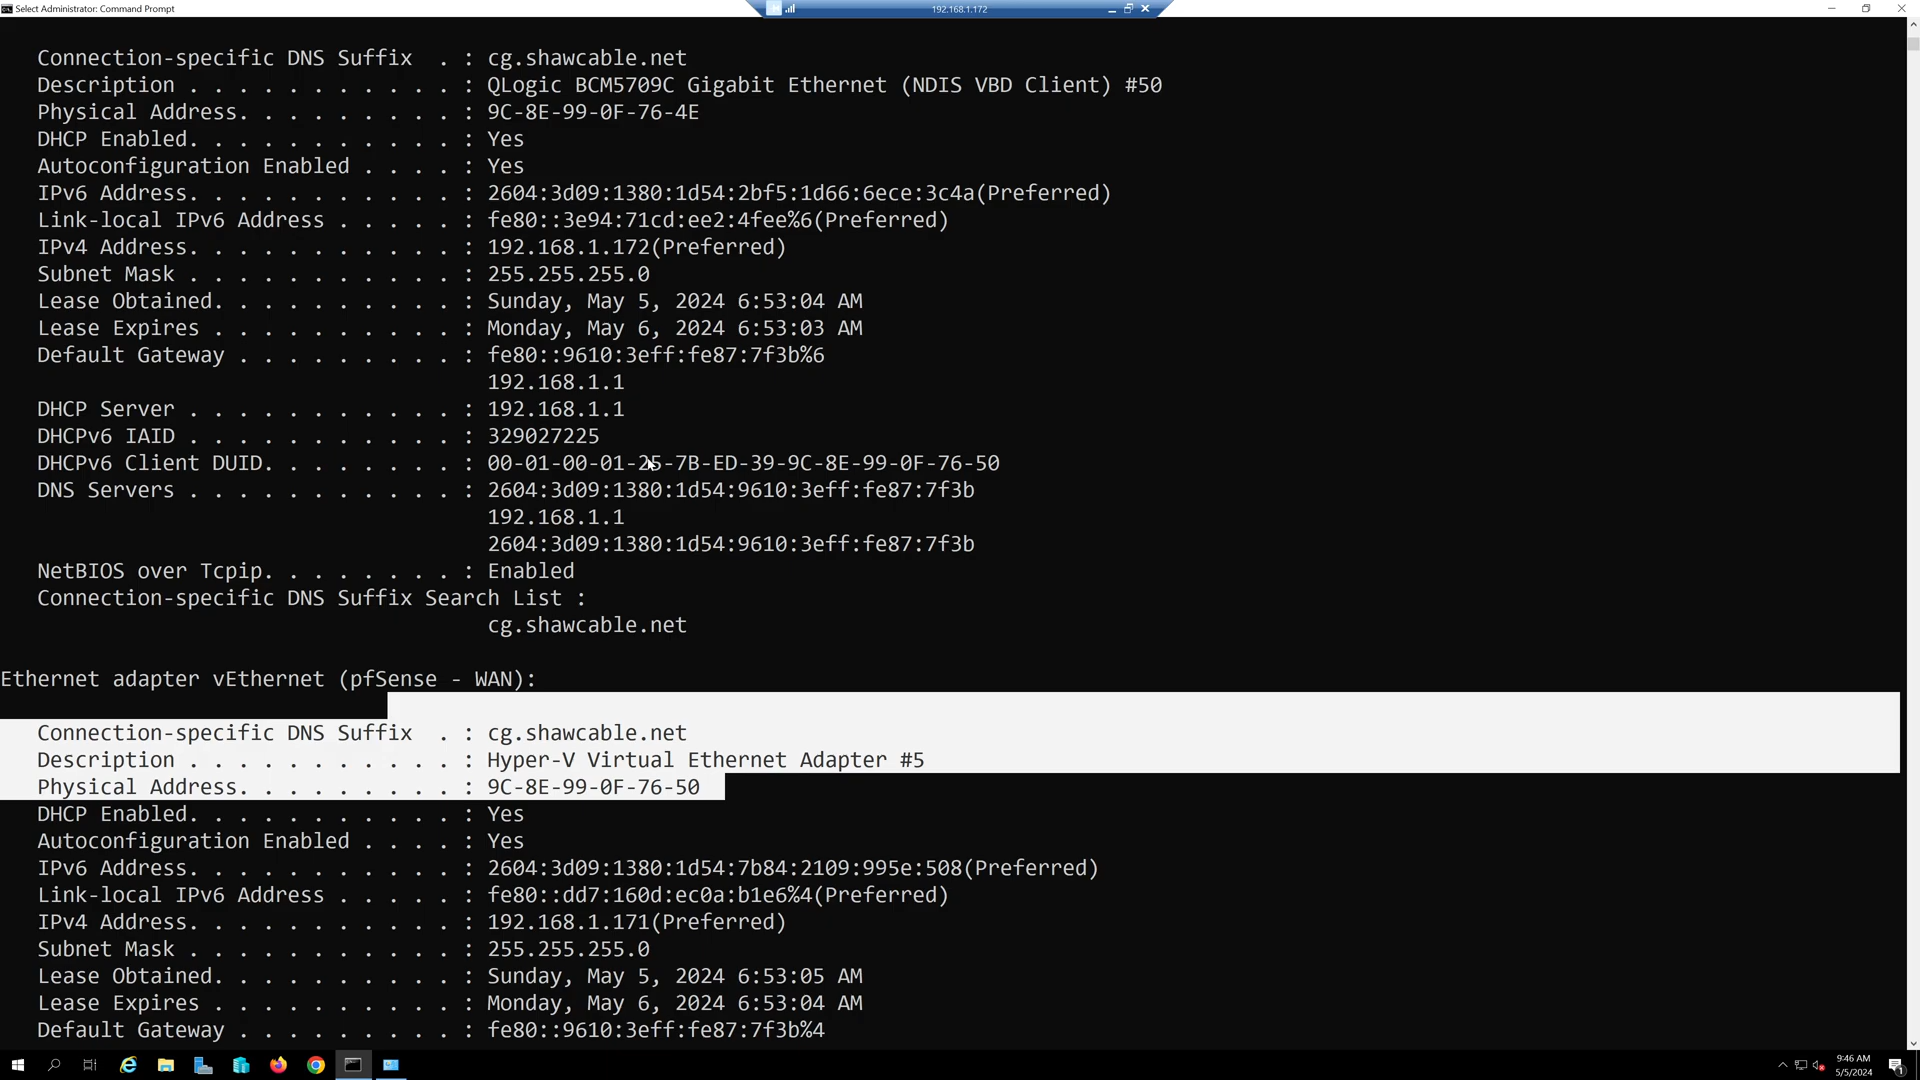 Select Administrator: Command Prompt
192.168.1.172
Connection-specific DNS Suffix  . : cg.shawcable.net
Description . . . . . . . . . . . : QLogic BCM5709C Gigabit Ethernet (NDIS VBD Client) #50
Physical Address. . . . . . . . . : 9C-8E-99-0F-76-4E
DHCP Enabled. . . . . . . . . . . : Yes
Autoconfiguration Enabled . . . . : Yes
IPv6 Address. . . . . . . . . . . : 2604:3d09:1380:1d54:2bf5:1d66:6ece:3c4a(Preferred)
Link-local IPv6 Address . . . . . : fe80::3e94:71cd:ee2:4fee%6(Preferred)
IPv4 Address. . . . . . . . . . . : 192.168.1.172(Preferred)
Subnet Mask . . . . . . . . . . . : 255.255.255.0
Lease Obtained. . . . . . . . . . : Sunday, May 5, 2024 6:53:04 AM
Lease Expires . . . . . . . . . . : Monday, May 6, 2024 6:53:03 AM
Default Gateway . . . . . . . . . : fe80::9610:3eff:fe87:7f3b%6
192.168.1.1
DHCP Server . . . . . . . . . . . : 192.168.1.1
DHCPv6 IAID . . . . . . . . . . . : 329027225
DHCPv6 Client DUID. . . . . . . . : 00-01-00-01-25-7B-ED-39-9C-8E-99-0F-76-50
DNS Servers . . . . . . . . . . . : 2604:3d09:1380:1d54:9610:3eff:fe87:7f3b
192.168.1.1
2604:3d09:1380:1d54:9610:3eff:fe87:7f3b
NetBIOS over Tcpip. . . . . . . . : Enabled
Connection-specific DNS Suffix Search List :
cg.shawcable.net
Ethernet adapter vEthernet (pfSense - WAN):
Connection-specific DNS Suffix  . : cg.shawcable.net
Description . . . . . . . . . . . : Hyper-V Virtual Ethernet Adapter #5
Physical Address. . . . . . . . . : 9C-8E-99-0F-76-50
DHCP Enabled. . . . . . . . . . . : Yes
Autoconfiguration Enabled . . . . : Yes
IPv6 Address. . . . . . . . . . . : 2604:3d09:1380:1d54:7b84:2109:995e:508(Preferred)
Link-local IPv6 Address . . . . . : fe80::dd7:160d:ec0a:b1e6%4(Preferred)
IPv4 Address. . . . . . . . . . . : 192.168.1.171(Preferred)
Subnet Mask . . . . . . . . . . . : 255.255.255.0
Lease Obtained. . . . . . . . . . : Sunday, May 5, 2024 6:53:05 AM
Lease Expires . . . . . . . . . . : Monday, May 6, 2024 6:53:04 AM
Default Gateway . . . . . . . . . : fe80::9610:3eff:fe87:7f3b%4
9:46 AM
5/5/2024
1